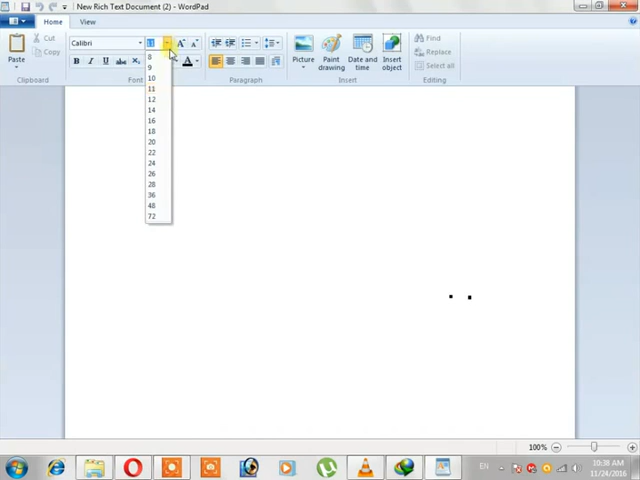 New Rich Text Document (2) - WordPad
Home
View
Paste
Cut
Copy
Clipboard
Calibri
11
B I U abc
A
Font
Paragraph
Picture
Paint drawing
Date and time
Insert object
Insert
Find
Replace
Select all
Editing
8
9
10
11
12
14
16
18
20
22
24
26
28
36
48
72
100%
EN
10:38 AM
11/24/2016